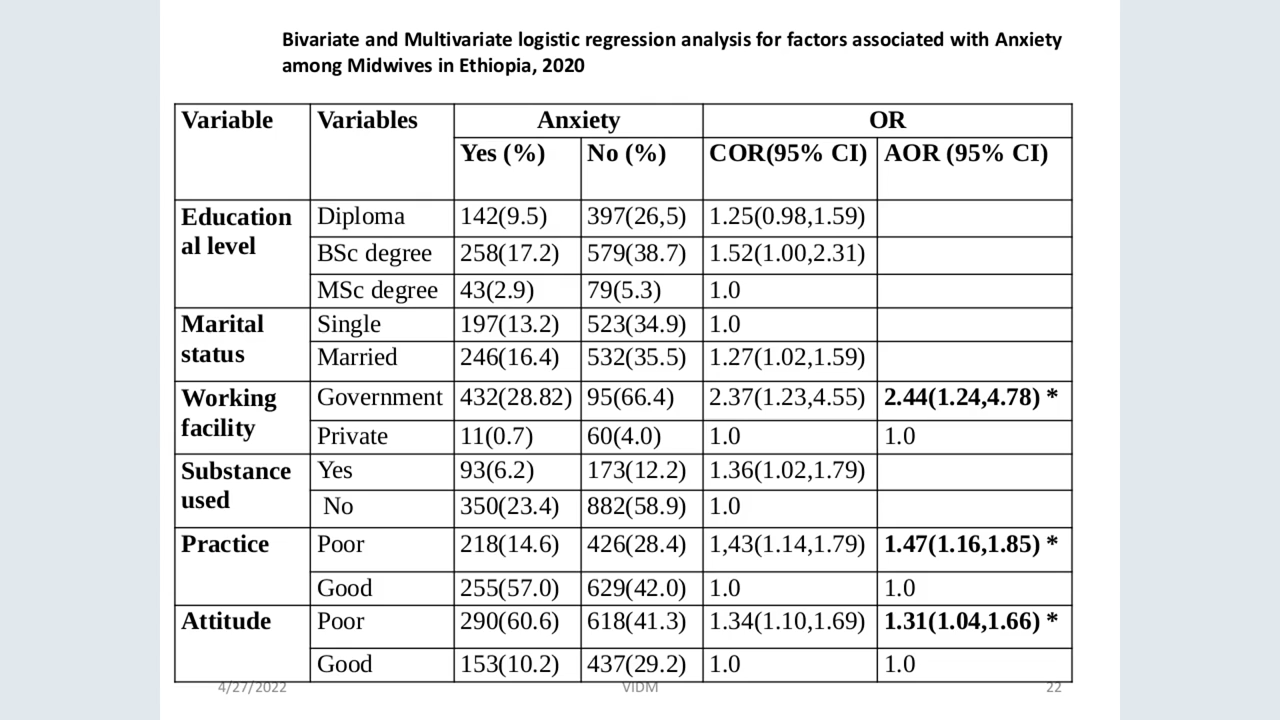 Bivariate and Multivariate logistic regression analysis for factors associated with Anxiety
among Midwives in Ethiopia, 2020
Variable Variables Anxiety OR
Yes (%) No (%) COR(95% CI) AOR (95% CI)
Education
al level
Diploma 142(9.5) 397(26,5) 1.25(0.98,1.59)
BSc degree 258(17.2) 579(38.7) 1.52(1.00,2.31)
MSc degree 43(2.9) 79(5.3) 1.0
Marital
status
Single 197(13.2) 523(34.9) 1.0
Married 246(16.4) 532(35.5) 1.27(1.02,1.59)
Working
facility
Government 432(28.82) 95(66.4) 2.37(1.23,4.55) 2.44(1.24,4.78) *
Private 11(0.7) 60(4.0) 1.0 1.0
Substance
used
Yes 93(6.2) 173(12.2) 1.36(1.02,1.79)
No 350(23.4) 882(58.9) 1.0
Practice Poor 218(14.6) 426(28.4) 1,43(1.14,1.79) 1.47(1.16,1.85) *
Good 255(57.0) 629(42.0) 1.0 1.0
Attitude Poor 290(60.6) 618(41.3) 1.34(1.10,1.69) 1.31(1.04,1.66) *
Good 153(10.2) 437(29.2) 1.0 1.0
4/27/2022 VIDM 22